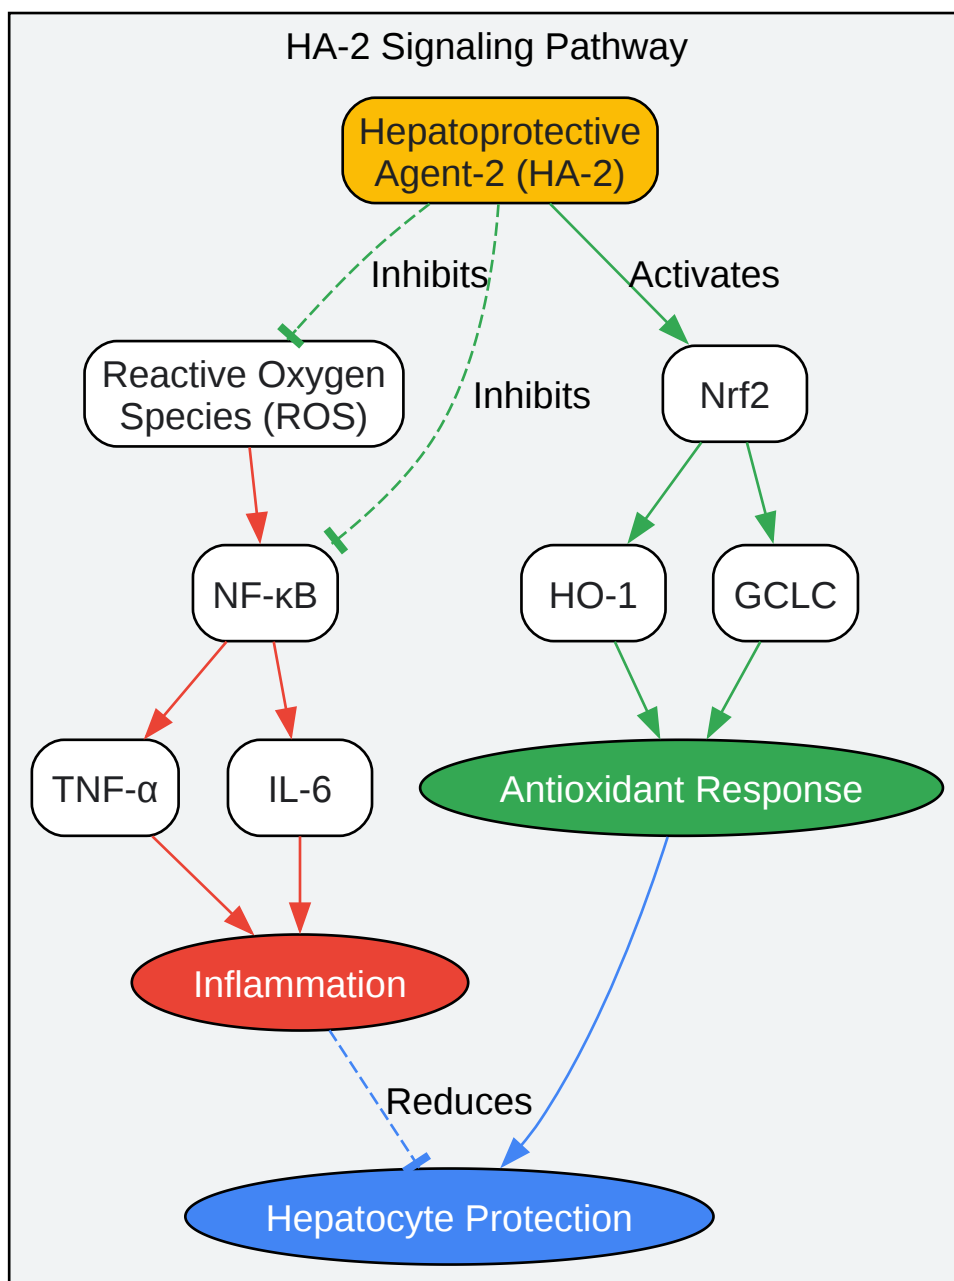 HA-2 Signaling Pathway
Hepatoprotective
Agent-2 (HA-2)
Inhibits
Activates
Reactive Oxygen
Species (ROS)
Inhibits
Nrf2
NF-κB
HO-1
GCLC
TNF-α
IL-6
Antioxidant Response
Inflammation
Reduces
Hepatocyte Protection